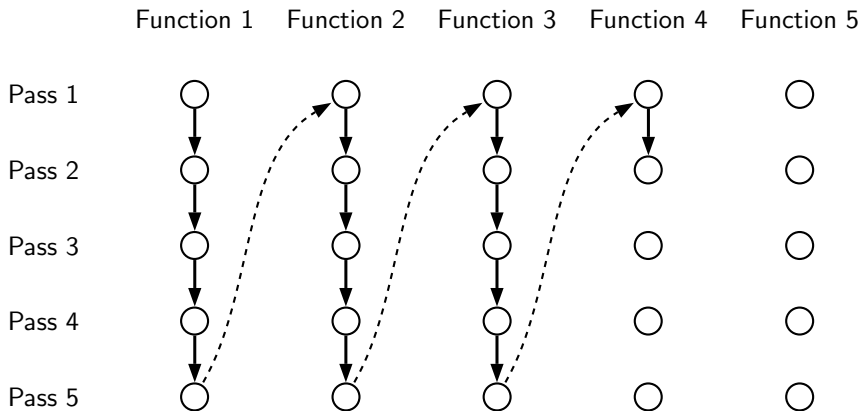 Function 1 Function 2 Function 3 Function 4 Function 5
Pass 1
Pass 2
Pass 3
Pass 4
Pass 5